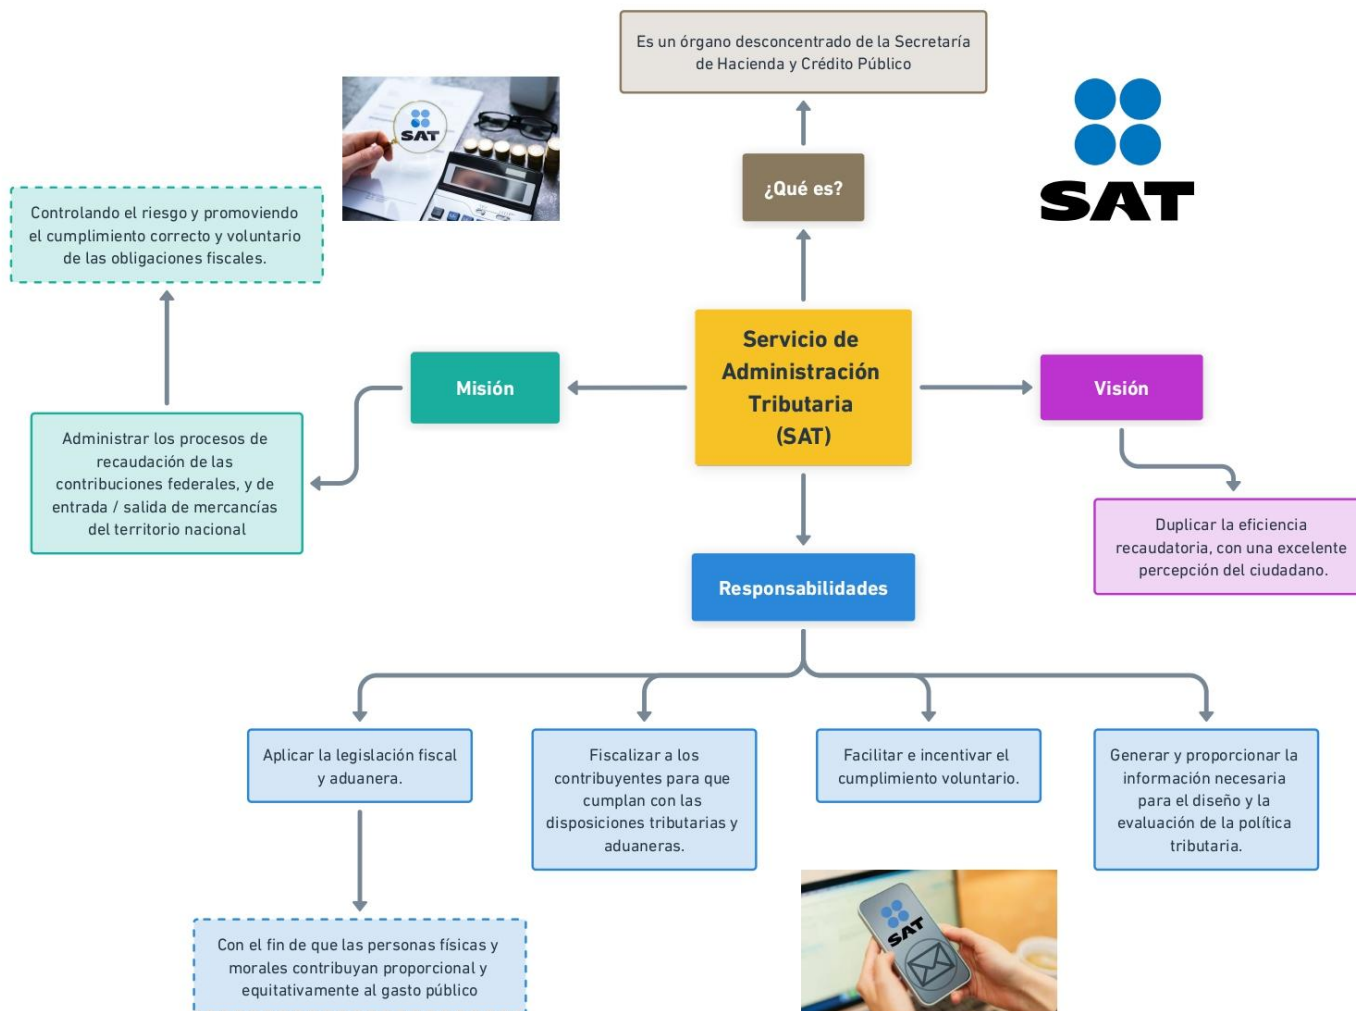 Es un órgano desconcentrado de la Secretaría
de Hacienda y Crédito Público
SAT
SAT
¿Qué es?
Controlando el riesgo y promoviendo
el cumplimiento correcto y voluntario
de las obligaciones fiscales.
Servicio de
Administración
Tributaria
(SAT)
Misión
Visión
Administrar los procesos de
recaudación de las
contribuciones federales, y de
entrada / salida de mercancías
del territorio nacional
Duplicar la eficiencia
recaudatoria, con una excelente
percepción del ciudadano.
Responsabilidades
Aplicar la legislación fiscal
y aduanera.
Fiscalizar a los
contribuyentes para que
cumplan con las
disposiciones tributarias y
aduaneras.
Facilitar e incentivar el
cumplimiento voluntario.
Generar y proporcionar la
información necesaria
para el diseño y la
evaluación de la política
tributaria.
Con el fin de que las personas físicas y
morales contribuyan proporcional y
equitativamente al gasto público
SAT